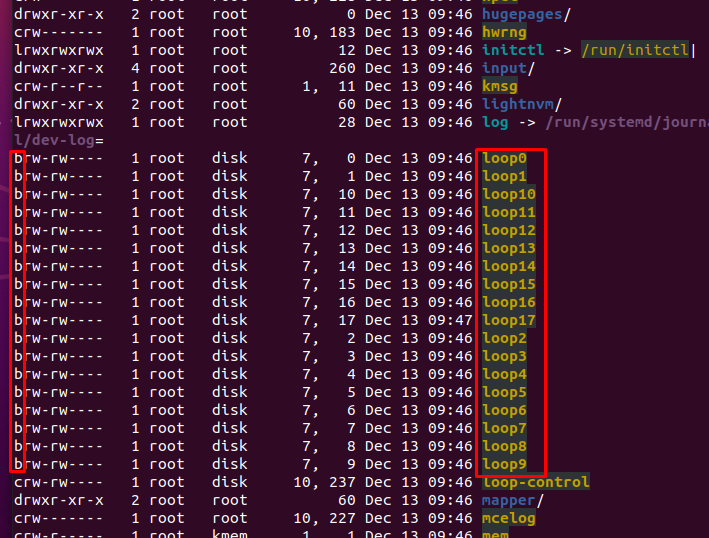 drwxr-xr-x 2 root root 0 Dec 13 09:46 hugepages/
crw------- 1 root root 10, 183 Dec 13 09:46 hwrng
lrwxrwxrwx 1 root root 12 Dec 13 09:46 initctl -> /run/initctl|
drwxr-xr-x 4 root root 260 Dec 13 09:46 input/
crw-r--r-- 1 root root 1, 11 Dec 13 09:46 kmsg
drwxr-xr-x 2 root root 60 Dec 13 09:46 lightnvm/
lrwxrwxrwx 1 root root 28 Dec 13 09:46 log -> /run/systemd/journa
l/dev-log=
brw-rw---- 1 root disk 7, 0 Dec 13 09:46 loop0
brw-rw---- 1 root disk 7, 1 Dec 13 09:46 loop1
brw-rw---- 1 root disk 7, 10 Dec 13 09:46 loop10
brw-rw---- 1 root disk 7, 11 Dec 13 09:46 loop11
brw-rw---- 1 root disk 7, 12 Dec 13 09:46 loop12
brw-rw---- 1 root disk 7, 13 Dec 13 09:46 loop13
brw-rw---- 1 root disk 7, 14 Dec 13 09:46 loop14
brw-rw---- 1 root disk 7, 15 Dec 13 09:46 loop15
brw-rw---- 1 root disk 7, 16 Dec 13 09:46 loop16
brw-rw---- 1 root disk 7, 17 Dec 13 09:47 loop17
brw-rw---- 1 root disk 7, 2 Dec 13 09:46 loop2
brw-rw---- 1 root disk 7, 3 Dec 13 09:46 loop3
brw-rw---- 1 root disk 7, 4 Dec 13 09:46 loop4
brw-rw---- 1 root disk 7, 5 Dec 13 09:46 loop5
brw-rw---- 1 root disk 7, 6 Dec 13 09:46 loop6
brw-rw---- 1 root disk 7, 7 Dec 13 09:46 loop7
brw-rw---- 1 root disk 7, 8 Dec 13 09:46 loop8
brw-rw---- 1 root disk 7, 9 Dec 13 09:46 loop9
crw-rw---- 1 root disk 10, 237 Dec 13 09:46 loop-control
drwxr-xr-x 2 root root 60 Dec 13 09:46 mapper/
crw------- 1 root root 10, 227 Dec 13 09:46 mcelog
crw-r----- 1 root kmem 1, 1 Dec 13 09:46 mem